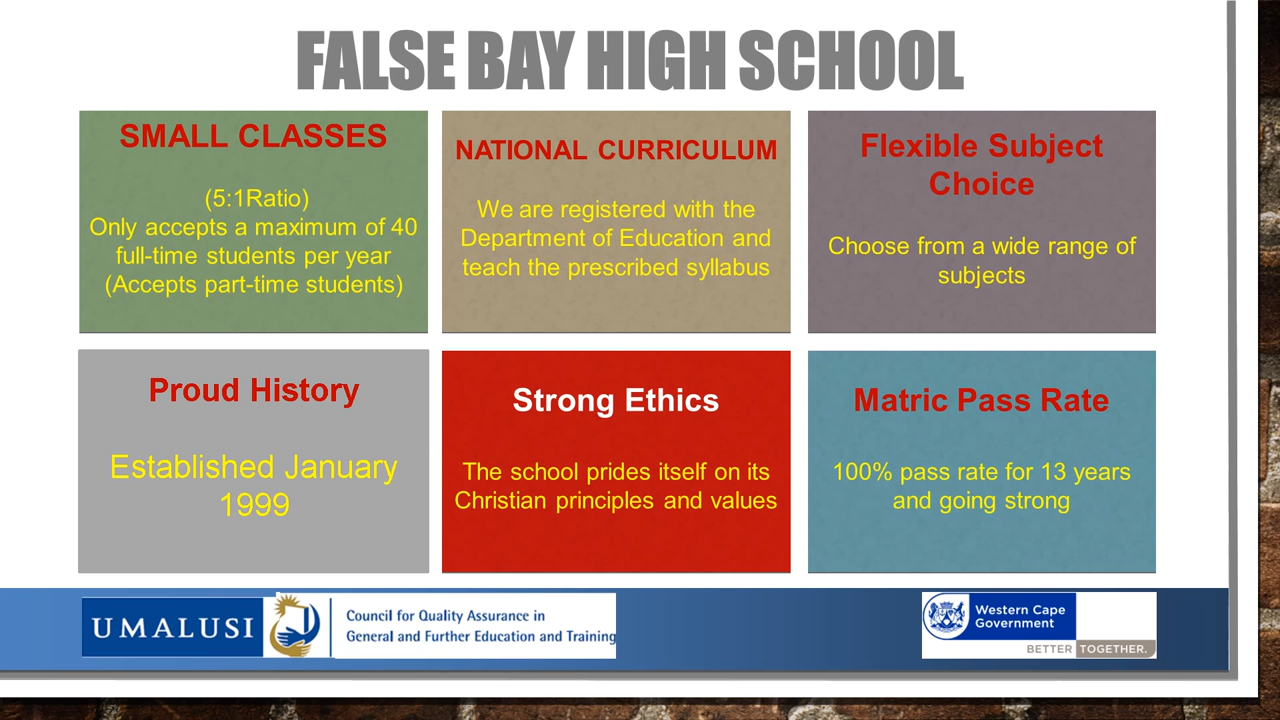 FALSE BAY HIGH SCHOOL
SMALL CLASSES
(5:1Ratio)
Only accepts a maximum of 40
full-time students per year
(Accepts part-time students)
NATIONAL CURRICULUM
We are registered with the
Department of Education and
teach the prescribed syllabus
Flexible Subject
Choice
Choose from a wide range of
subjects
Proud History
Established January
1999
Strong Ethics
The school prides itself on its
Christian principles and values
Matric Pass Rate
100% pass rate for 13 years
and going strong
UMALUSI
Council for Quality Assurance in
General and Further Education and Training
Western Cape
Government
BETTER TOGETHER.